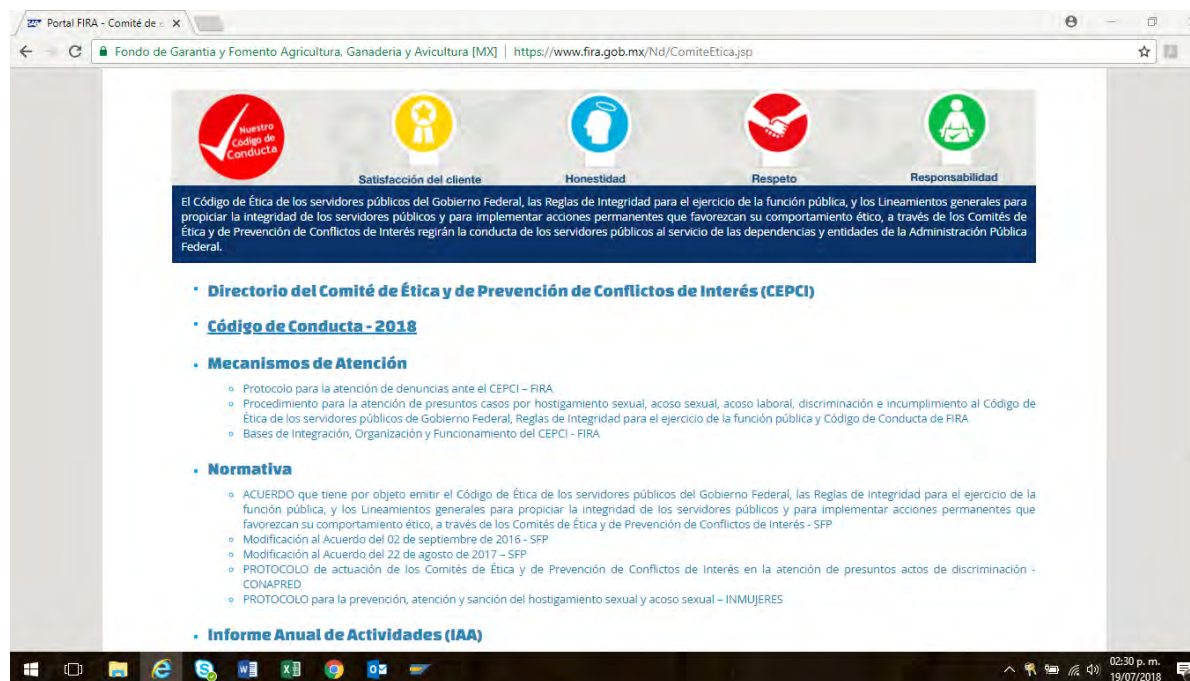 Portal FIRA - Comité de e
Fondo de Garantia y Fomento Agricultura, Ganaderia y Avicultura [MX] | https://www.fira.gob.mx/Nd/ComiteEtica.jsp
Nuestro
Código de
Conducta
Satisfacción del cliente
Honestidad
Respeto
Responsabilidad
El Código de Ética de los servidores públicos del Gobierno Federal, las Reglas de Integridad para el ejercicio de la función pública, y los Lineamientos generales para
propiciar la integridad de los servidores públicos y para implementar acciones permanentes que favorezcan su comportamiento ético, a través de los Comités de
Ética y de Prevención de Conflictos de Interés regirán la conducta de los servidores públicos al servicio de las dependencias y entidades de la Administración Pública
Federal.
Directorio del Comité de Ética y de Prevención de Conflictos de Interés (CEPCI)
Código de Conducta - 2018
Mecanismos de Atención
Protocolo para la atención de denuncias ante el CEPCI – FIRA
Procedimiento para la atención de presuntos casos por hostigamiento sexual, acoso sexual, acoso laboral, discriminación e incumplimiento al Código de
Ética de los servidores públicos de Gobierno Federal, Reglas de Integridad para el ejercicio de la función pública y Código de Conducta de FIRA
Bases de Integración, Organización y Funcionamiento del CEPCI - FIRA
Normativa
ACUERDO que tiene por objeto emitir el Código de Ética de los servidores públicos del Gobierno Federal, las Reglas de Integridad para el ejercicio de la
función pública, y los Lineamientos generales para propiciar la integridad de los servidores públicos y para implementar acciones permanentes que
favorezcan su comportamiento ético, a través de los Comités de Ética y de Prevención de Conflictos de Interés - SFP
Modificación al Acuerdo del 02 de septiembre de 2016 - SFP
Modificación al Acuerdo del 22 de agosto de 2017 – SFP
PROTOCOLO de actuación de los Comités de Ética y de Prevención de Conflictos de Interés en la atención de presuntos actos de discriminación -
CONAPRED
PROTOCOLO para la prevención, atención y sanción del hostigamiento sexual y acoso sexual – INMUJERES
Informe Anual de Actividades (IAA)
02:30 p. m.
19/07/2018